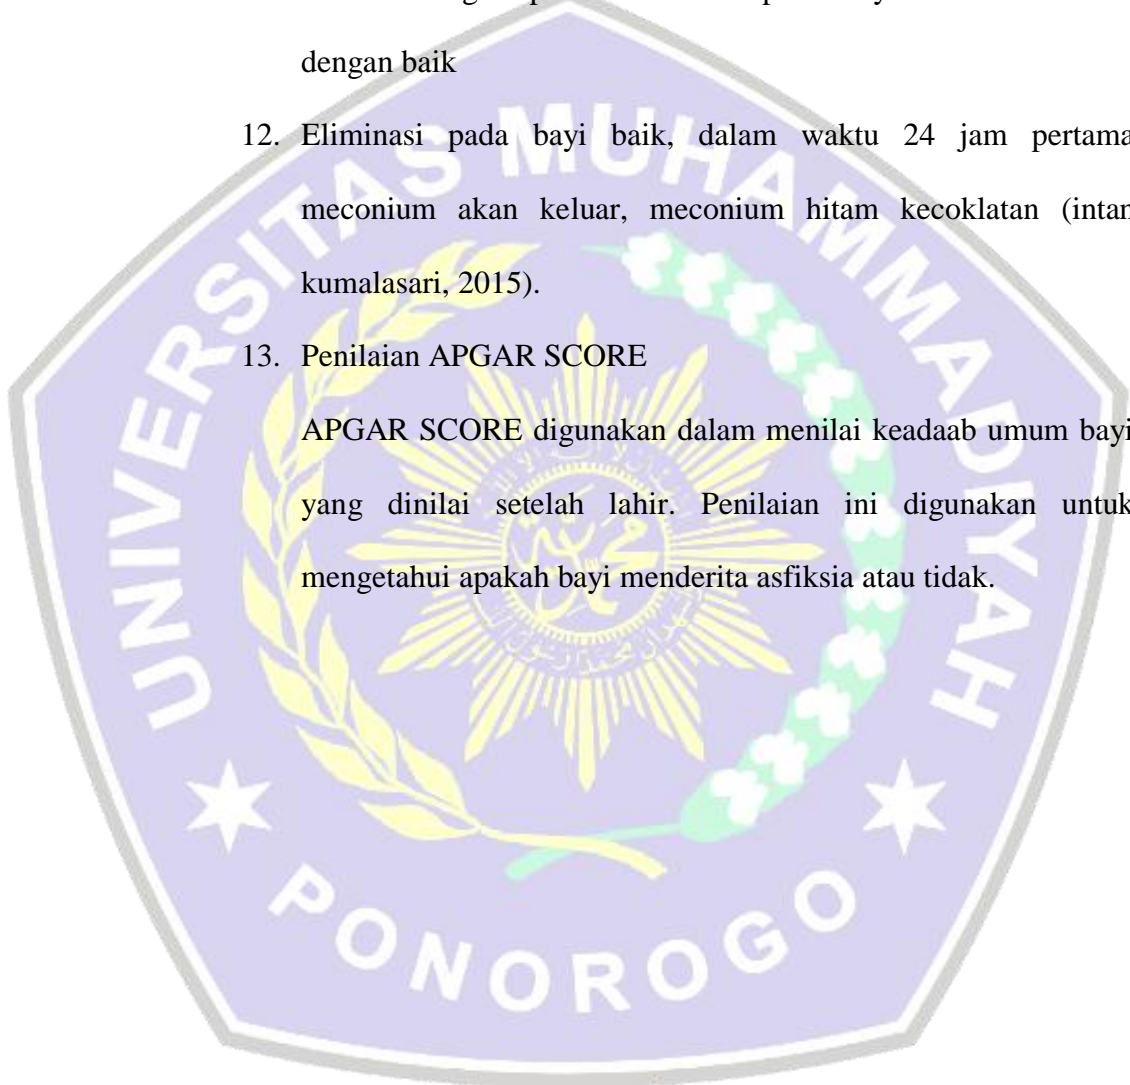 dengan baik
12. Eliminasi pada bayi baik, dalam waktu 24 jam pertama
meconium akan keluar, meconium hitam kecoklatan (intan
kumalasari, 2015).
13. Penilaian APGAR SCORE
APGAR SCORE digunakan dalam menilai keadaab umum bayi
yang dinilai setelah lahir. Penilaian ini digunakan untuk
mengetahui apakah bayi menderita asfiksia atau tidak.
UNIVERSITAS MUHAMMADIYAH
PONOROGO